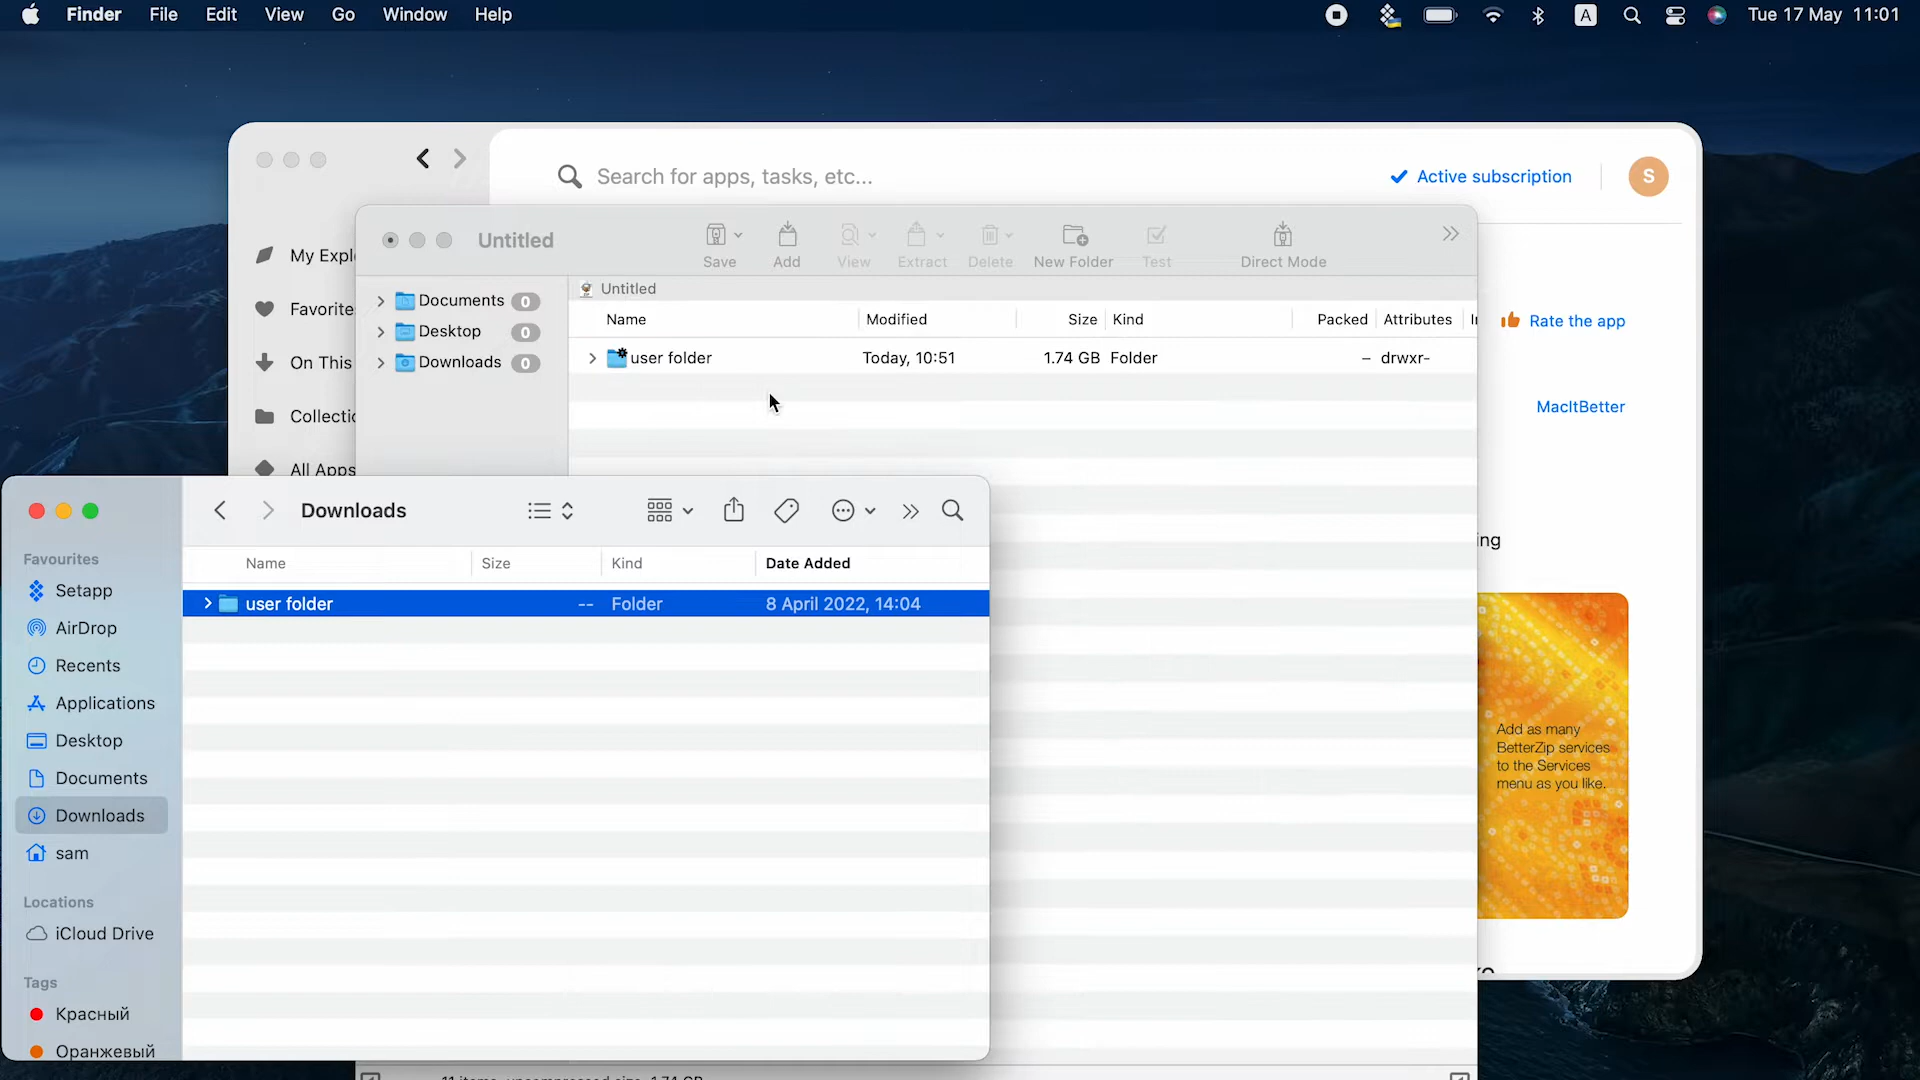 Finder File Edit View Go Window Help A Tue 17 May 11:01
Search for apps, tasks, etc...
Active subscription
S
My Expl
Favorite
On This
Collectio
All Apps
Untitled
Save
Add
View
Extract
Delete
New Folder
Test
Direct Mode
Documents 0
Desktop 0
Downloads 0
Untitled
Name Modified Size Kind Packed Attributes
user folder Today, 10:51 1.74 GB Folder – drwxr-
Rate the app
MacItBetter
ing
Add as many
BetterZip services
to the Services
menu as you like.
Downloads
Name Size Kind Date Added
user folder -- Folder 8 April 2022, 14:04
Favourites
Setapp
AirDrop
Recents
Applications
Desktop
Documents
Downloads
sam
Locations
iCloud Drive
Tags
Красный
Оранжевый